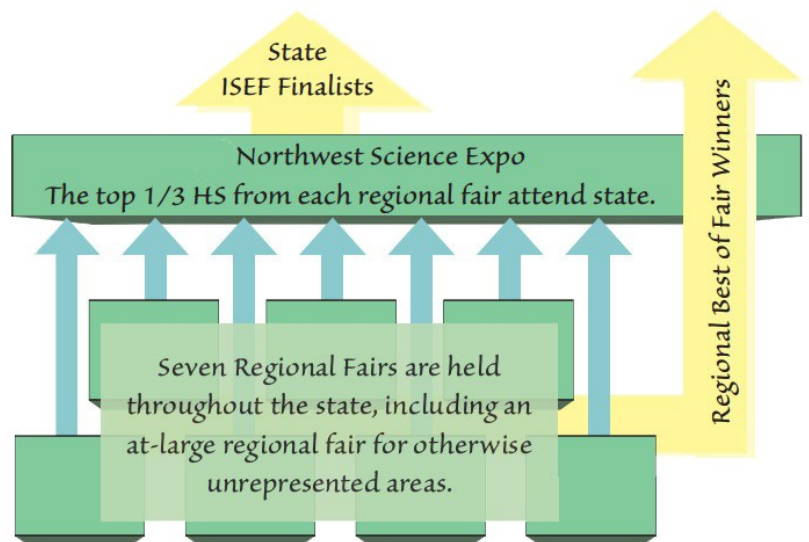 State
ISEF Finalists
Northwest Science Expo
The top 1/3 HS from each regional fair attend state.
Regional Best of Fair Winners
Seven Regional Fairs are held
throughout the state, including an
at-large regional fair for otherwise
unrepresented areas.